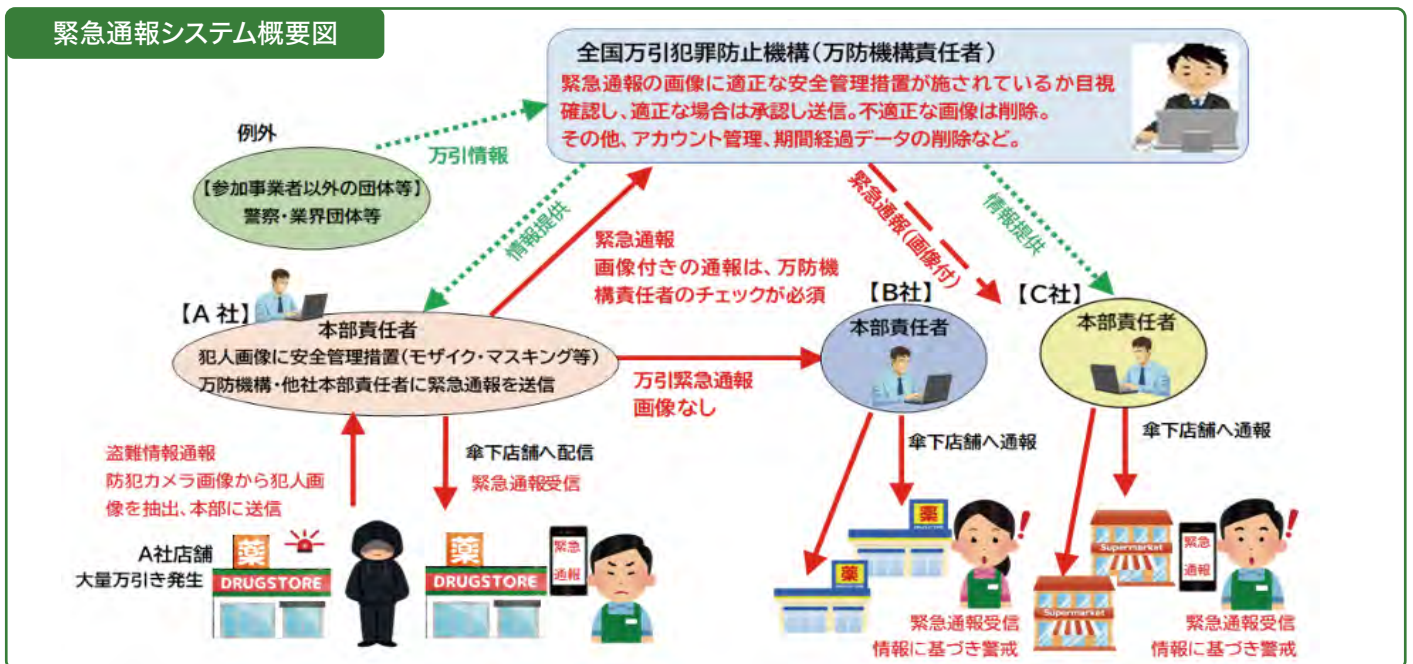 緊急通報システム概要図
全国万引犯罪防止機構(万防機構責任者)
緊急通報の画像に適正な安全管理措置が施されているか目視
確認し、適正な場合は承認し送信。不適正な画像は削除。
その他、アカウント管理、期間経過データの削除など。
例外
【参加事業者以外の団体等】
警察・業界団体等
万引情報
情報提供
緊急通報
画像付きの通報は、万防機
構責任者のチェックが必須
緊急通報(画像付)
情報提供
【A 社】
本部責任者
犯人画像に安全管理措置(モザイク・マスキング等)
万防機構・他社本部責任者に緊急通報を送信
万引緊急通報
画像なし
【B社】
本部責任者
【C社】
本部責任者
盗難情報通報
防犯カメラ画像から犯人画
像を抽出、本部に送信
傘下店舗へ配信
緊急通報受信
傘下店舗へ通報
傘下店舗へ通報
A社店舗
大量万引き発生
薬
DRUGSTORE
薬
DRUGSTORE
緊急
通報
薬
薬
緊急通報受信
情報に基づき警戒
Supermarket
Supermarket
緊急
通報
緊急通報受信
情報に基づき警戒